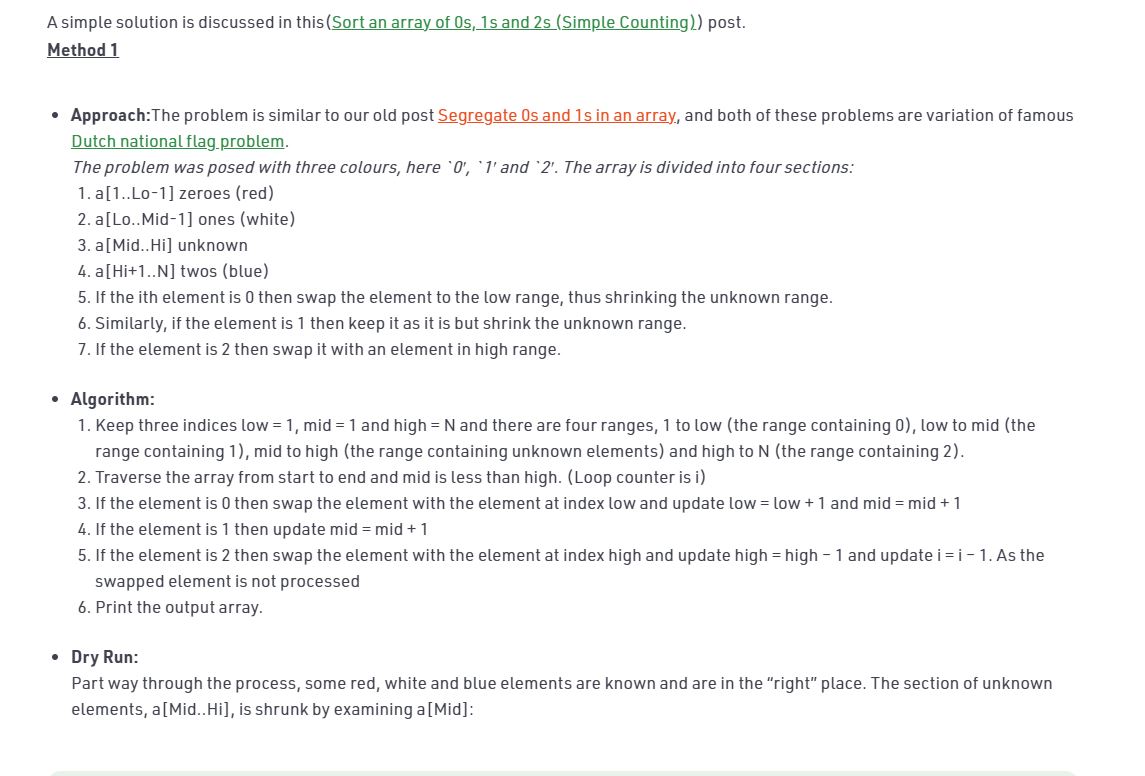 A simple solution is discussed in this(Sort an array of 0s, 1s and 2s (Simple Counting)) post.
Method 1
• Approach:The problem is similar to our old post Segregate 0s and 1s in an array, and both of these problems are variation of famous
Dutch national flag problem.
The problem was posed with three colours, here `0′, `1′ and `2′. The array is divided into four sections:
1. a[1..Lo-1] zeroes (red)
2. a[Lo..Mid-1] ones (white)
3. a[Mid..Hi] unknown
4. a[Hi+1..N] twos (blue)
5. If the ith element is 0 then swap the element to the low range, thus shrinking the unknown range.
6. Similarly, if the element is 1 then keep it as it is but shrink the unknown range.
7. If the element is 2 then swap it with an element in high range.
• Algorithm:
1. Keep three indices low = 1, mid = 1 and high = N and there are four ranges, 1 to low (the range containing 0), low to mid (the
range containing 1), mid to high (the range containing unknown elements) and high to N (the range containing 2).
2. Traverse the array from start to end and mid is less than high. (Loop counter is i)
3. If the element is 0 then swap the element with the element at index low and update low = low + 1 and mid = mid + 1
4. If the element is 1 then update mid = mid + 1
5. If the element is 2 then swap the element with the element at index high and update high = high – 1 and update i = i – 1. As the
swapped element is not processed
6. Print the output array.
• Dry Run:
Part way through the process, some red, white and blue elements are known and are in the “right” place. The section of unknown
elements, a[Mid..Hi], is shrunk by examining a[Mid]: